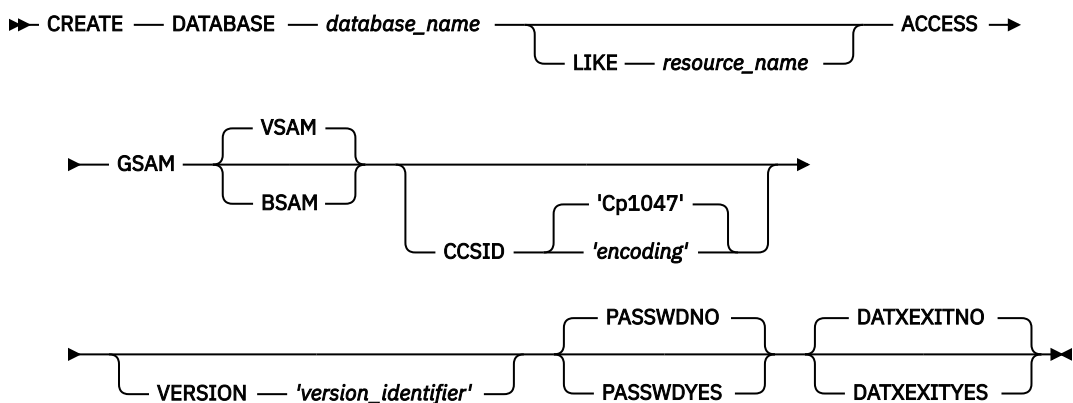 CREATE DATABASE database_name ACCESS
LIKE resource_name
VSAM
GSAM
BSAM
'Cp1047'
CCSID 'encoding'
PASSWDNO DATXEXITNO
VERSION 'version_identifier' PASSWDYES DATXEXITYES